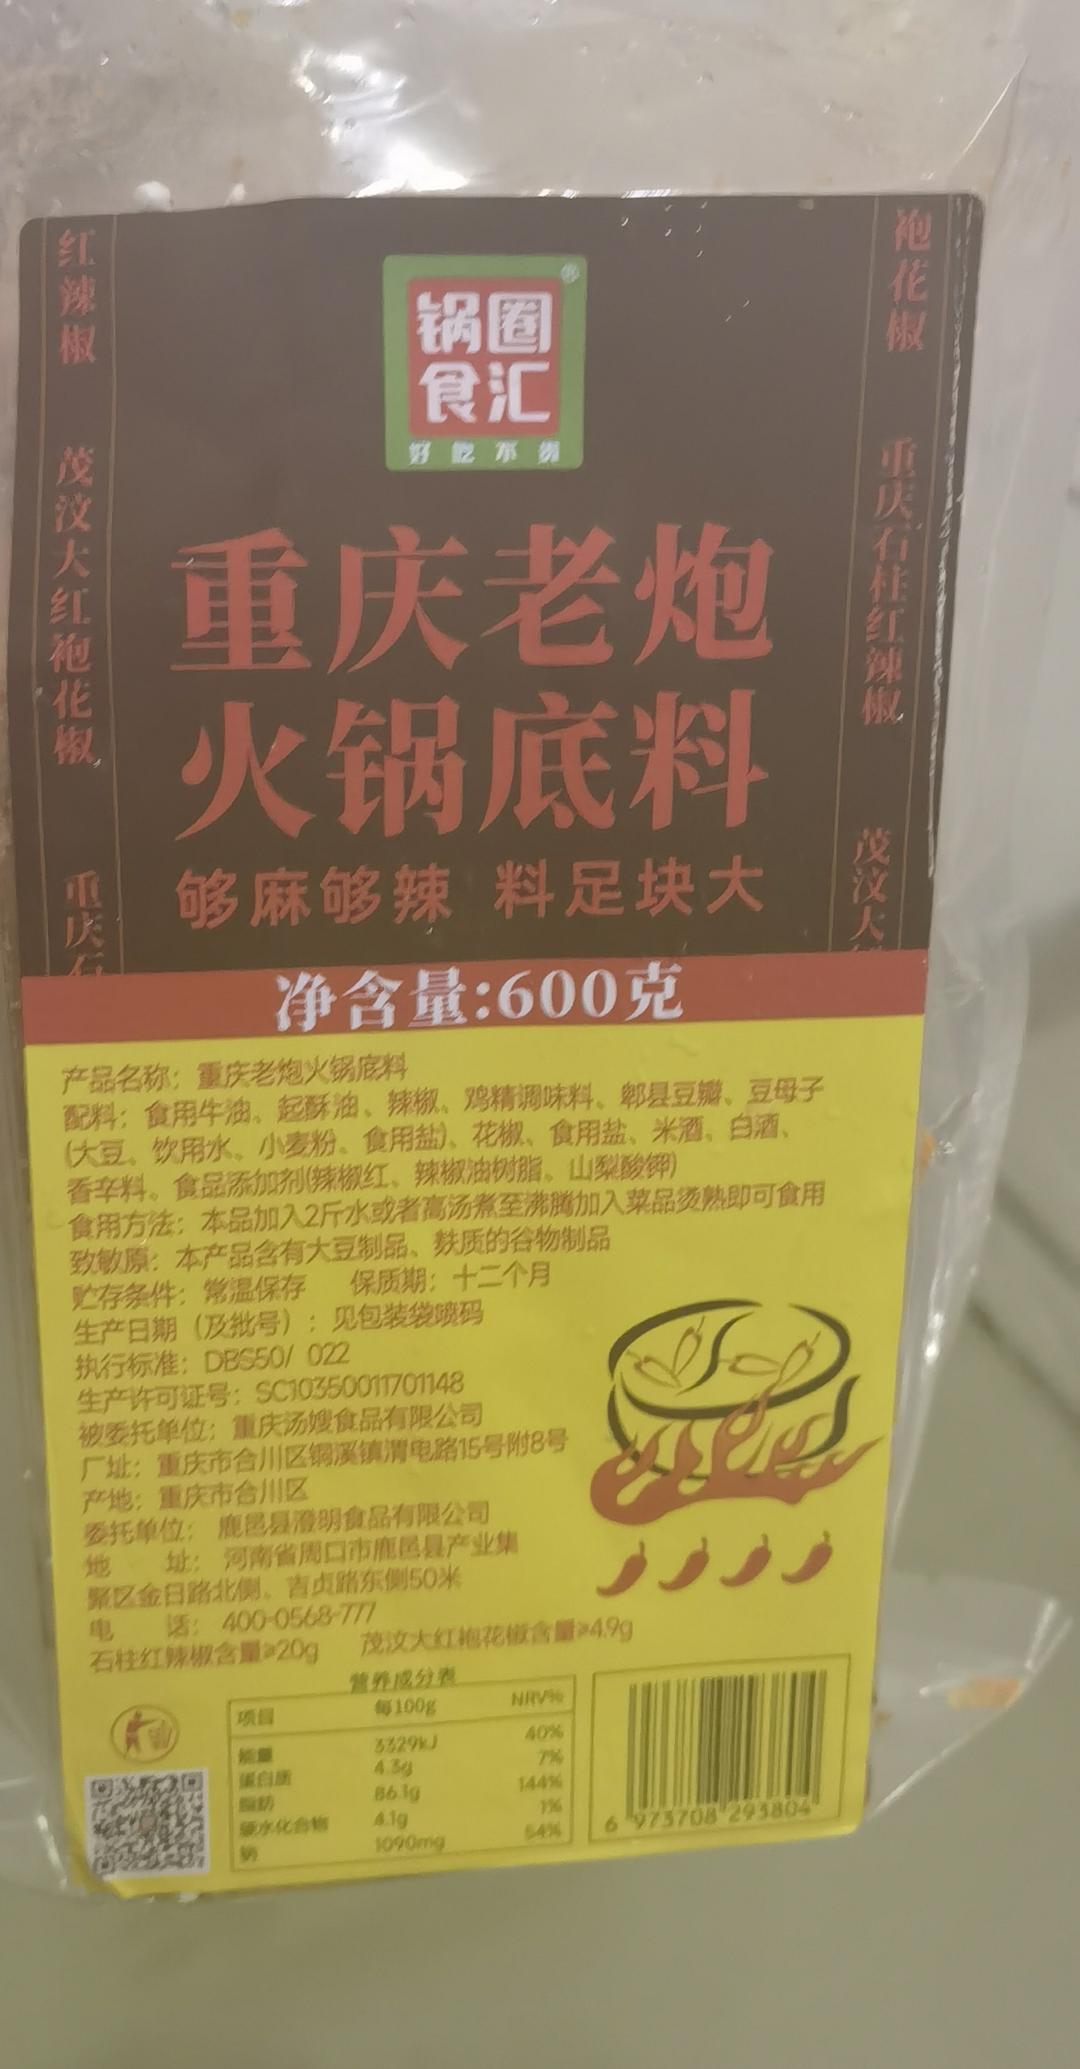 锅圈®
食汇
好吃不贵
红辣椒 茂汶大红袍花椒 重庆石
袍花椒 重庆石柱红辣椒 茂汶大
重庆老炮
火锅底料
够麻够辣 料足块大
净含量:600克
产品名称：重庆老炮火锅底料
配料：食用牛油、起酥油、辣椒、鸡精调味料、郫县豆瓣、豆母子
(大豆、饮用水、小麦粉、食用盐)、花椒、食用盐、米酒、白酒、
香辛料、食品添加剂(辣椒红、辣椒油树脂、山梨酸钾)
食用方法：本品加入2斤水或者高汤煮至沸腾加入菜品烫熟即可食用
致敏原：本产品含有大豆制品、麸质的谷物制品
贮存条件：常温保存 保质期：十二个月
生产日期（及批号）：见包装袋喷码
执行标准：DBS50/ 022
生产许可证号：SC10350011701148
被委托单位：重庆汤嫂食品有限公司
厂址：重庆市合川区铜溪镇渭电路15号附8号
产地：重庆市合川区
委托单位：鹿邑县澄明食品有限公司
地 址：河南省周口市鹿邑县产业集
聚区金日路北侧、吉贞路东侧50米
电 话：400-0568-777
石柱红辣椒含量≥20g 茂汶大红袍花椒含量≥4.9g
营养成分表
项目 每100g NRV%
能量 3329kJ 40%
蛋白质 4.3g 7%
脂肪 86.1g 144%
碳水化合物 4.1g 1%
钠 1090mg 54%
6 973708 293804